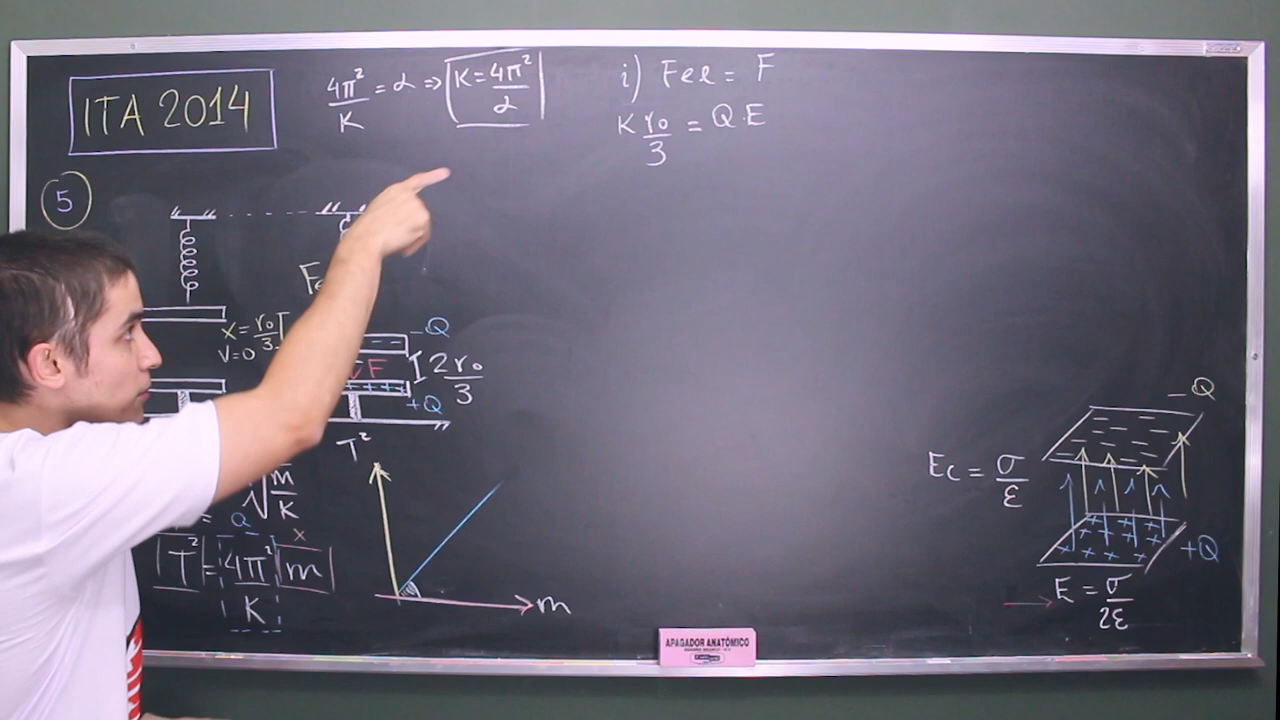 ITA 2014
4π²/K = α ⇒ K = 4π²/α
i) Fel = F
K r₀/3 = Q·E
5
Fe
X = r₀/3
V=0
-Q
F
2r₀/3
+++
+Q
T²
√m/K
=
Q
x
T² = 4π²/K m
m
-Q
Ec = σ/ε
+Q
E = σ/2ε
APAGADOR ANATÔMICO